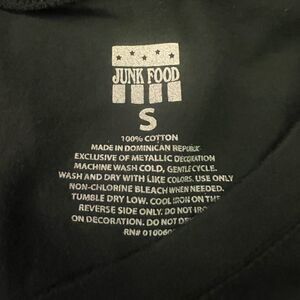 JUNK FOOD
S
100% COTTON
MADE IN DOMINICAN REPUBLIC
EXCLUSIVE OF METALLIC DECORATION
MACHINE WASH COLD, GENTLE CYCLE.
WASH AND DRY WITH LIKE COLORS. USE ONLY
NON-CHLORINE BLEACH WHEN NEEDED.
TUMBLE DRY LOW. COOL IRON ON THE
REVERSE SIDE ONLY. DO NOT
ON DECORATION. DO NOT
RN#